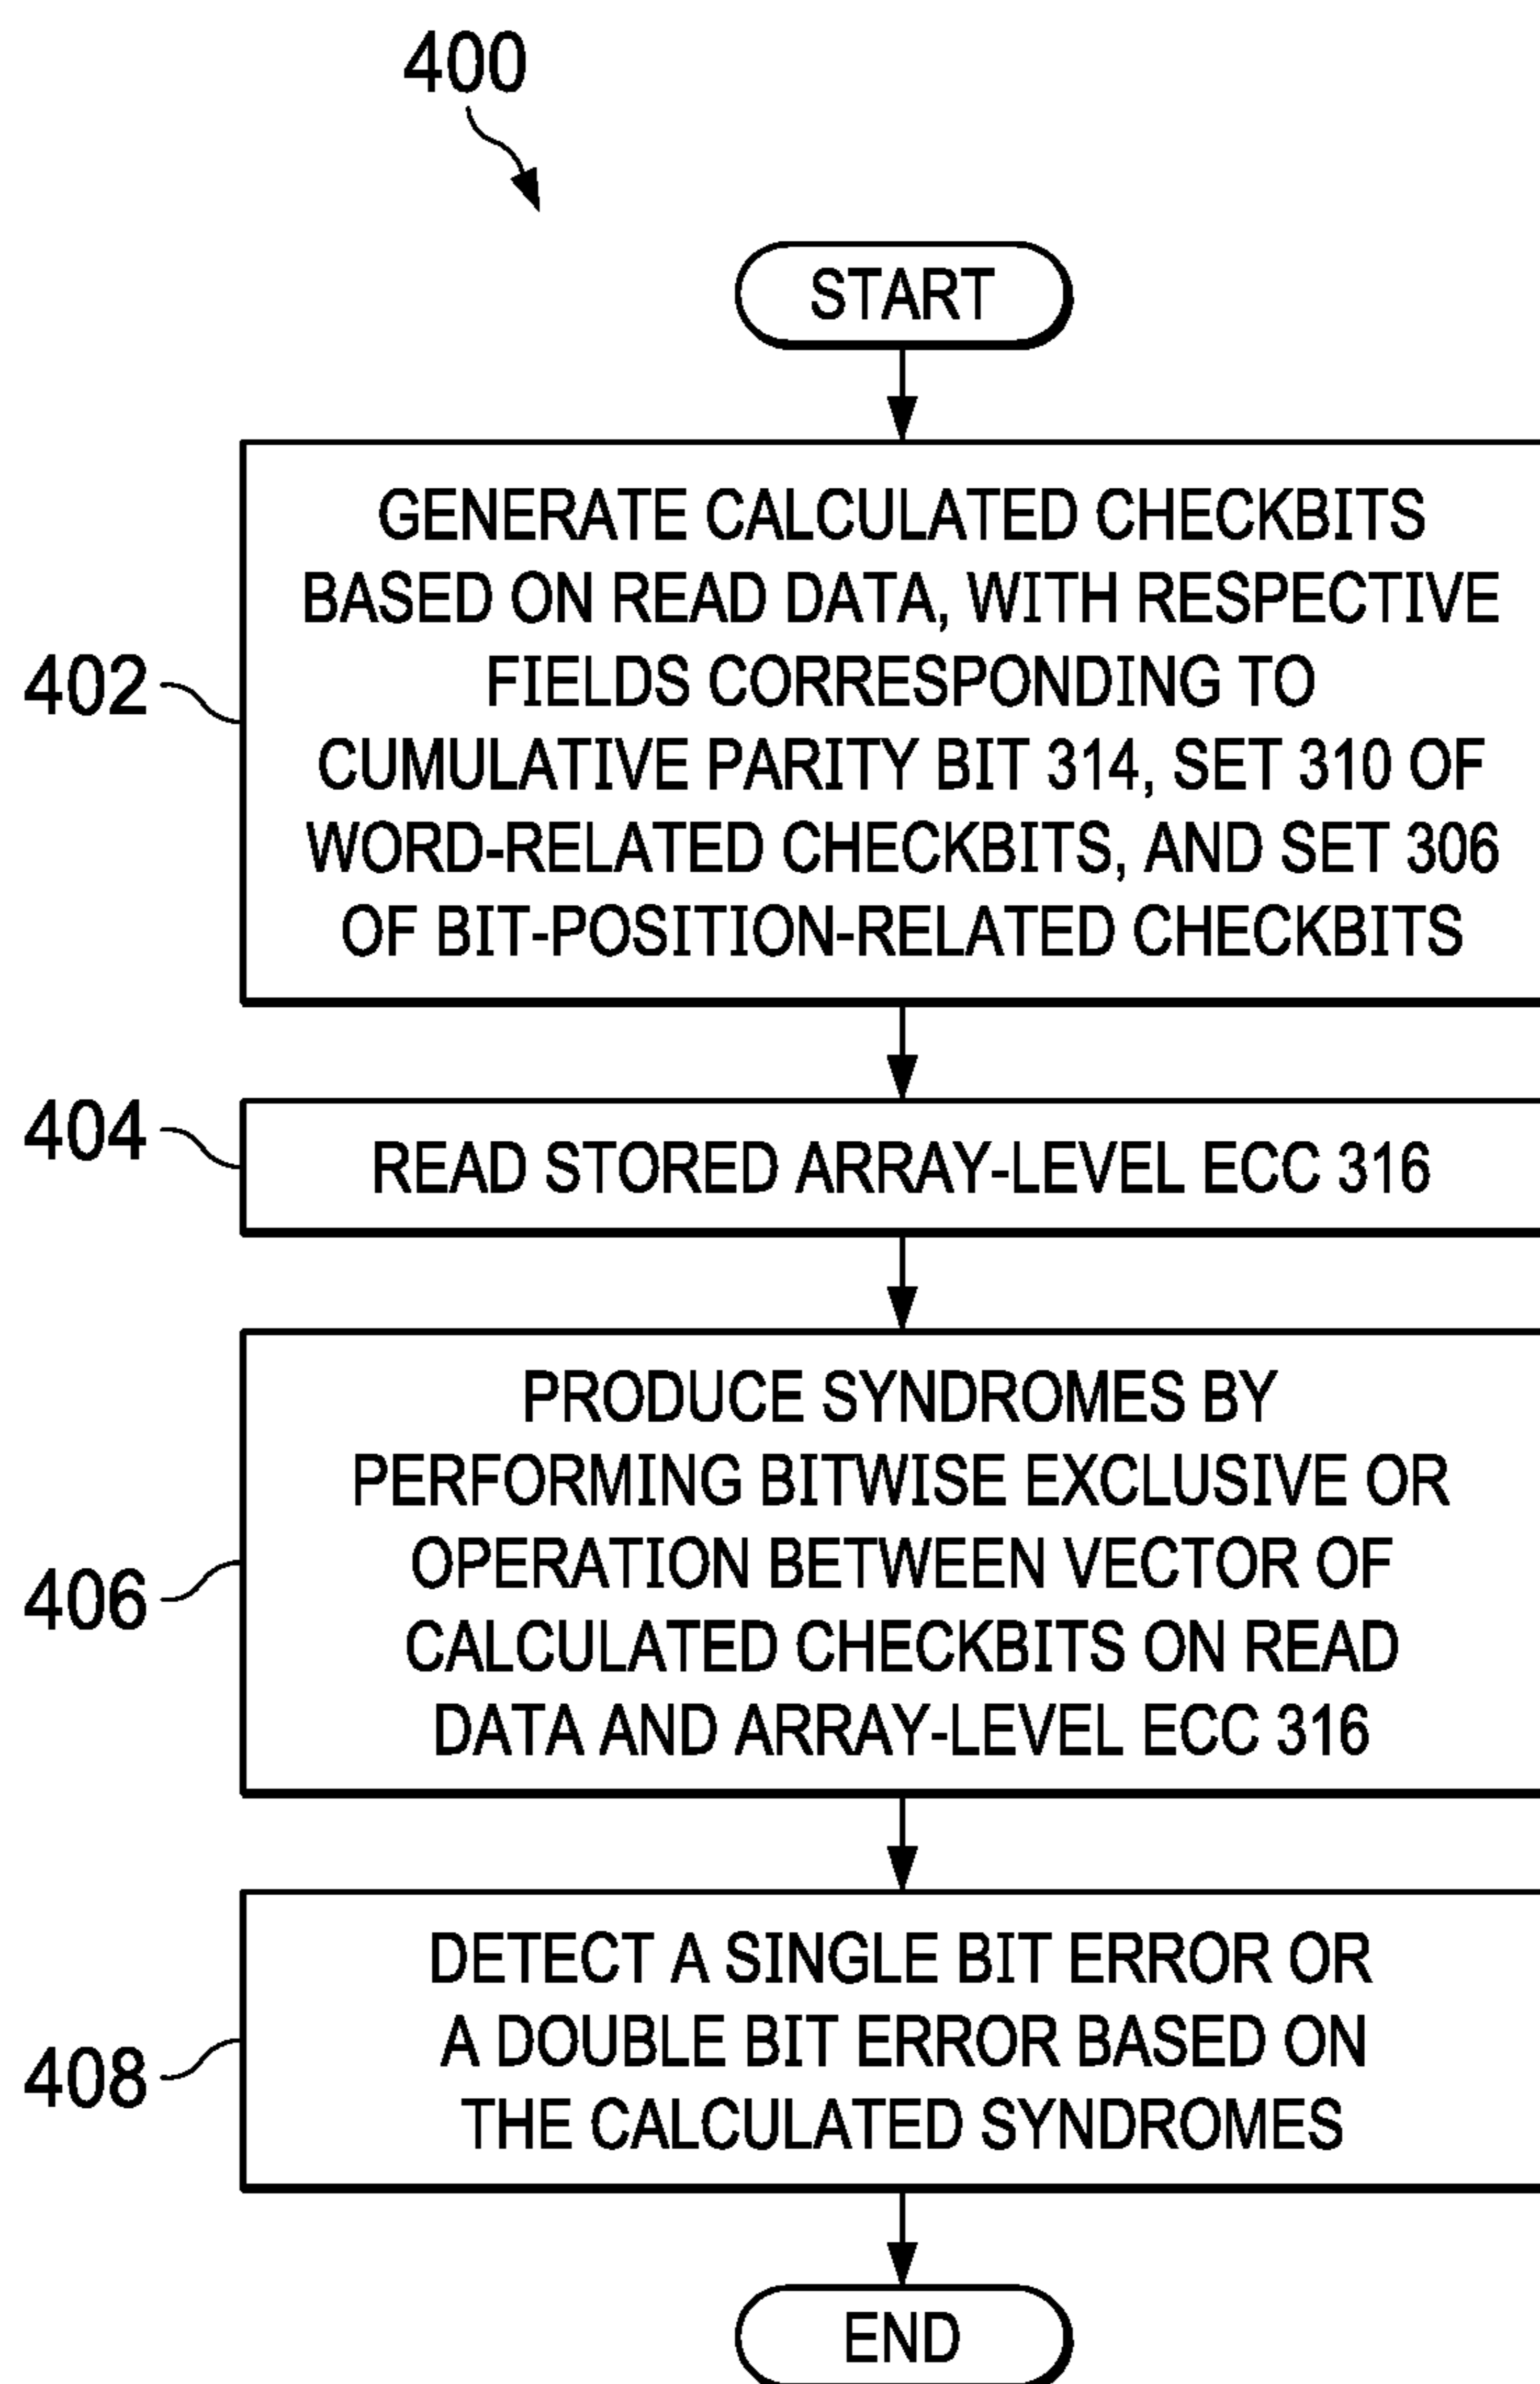 400
START
GENERATE CALCULATED CHECKBITS
BASED ON READ DATA, WITH RESPECTIVE
FIELDS CORRESPONDING TO
CUMULATIVE PARITY BIT 314, SET 310 OF
WORD-RELATED CHECKBITS, AND SET 306
OF BIT-POSITION-RELATED CHECKBITS
402
404
READ STORED ARRAY-LEVEL ECC 316
PRODUCE SYNDROMES BY
PERFORMING BITWISE EXCLUSIVE OR
OPERATION BETWEEN VECTOR OF
CALCULATED CHECKBITS ON READ
DATA AND ARRAY-LEVEL ECC 316
406
DETECT A SINGLE BIT ERROR OR
A DOUBLE BIT ERROR BASED ON
THE CALCULATED SYNDROMES
408
END